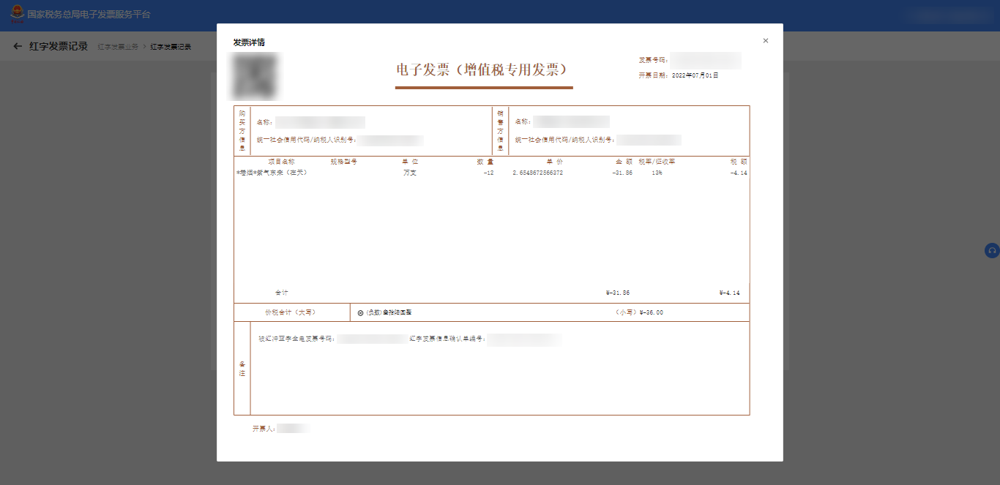 国家税务总局电子发票服务平台
红字发票记录 红字发票业务 > 红字发票记录
发票详情
电子发票（增值税专用发票）
发票号码：
开票日期：2022年07月01日
购买方信息
名称：
统一社会信用代码/纳税人识别号：
销售方信息
名称：
统一社会信用代码/纳税人识别号：
项目名称 规格型号 单位 数量 单价 金额 税率/征收率 税额
*卷烟*紫气东来（在天） 万支 -12 2.6548672566372 -31.86 13% -4.14
合计 ¥-31.86 ¥-4.14
价税合计（大写） ⊗ (负数)叁拾陆圆整 （小写）¥-36.00
备注
被红冲蓝字全电发票号码： 红字发票信息确认单编号：
开票人：